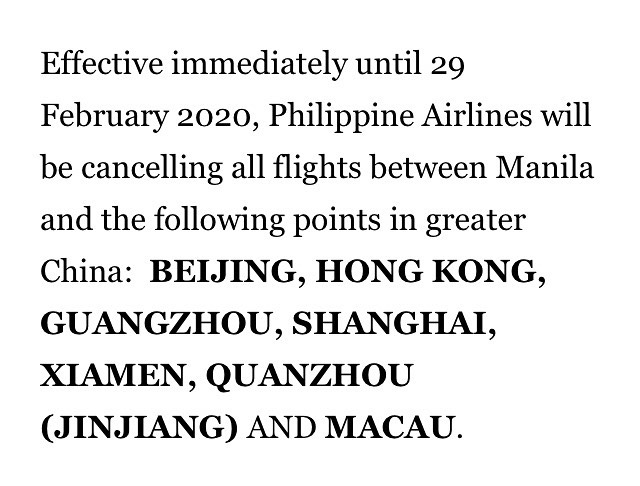 Effective immediately until 29
February 2020, Philippine Airlines will
be cancelling all flights between Manila
and the following points in greater
China:  BEIJING, HONG KONG,
GUANGZHOU, SHANGHAI,
XIAMEN, QUANZHOU
(JINJIANG) AND MACAU.